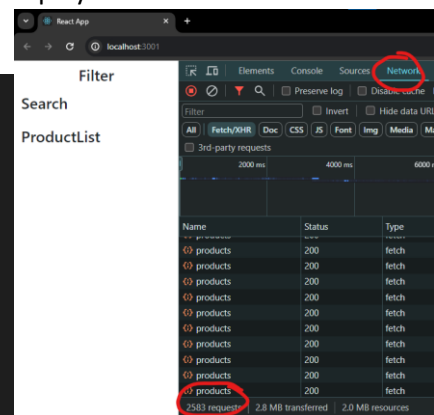 React App
localhost:3001
Filter
Search
ProductList
Elements Console Sources Network
Preserve log Disable cache
Filter Invert Hide data URL
All Fetch/XHR Doc CSS JS Font Img Media
3rd-party requests
2000 ms 4000 ms 6000
Name Status Type
products 200 fetch
products 200 fetch
products 200 fetch
products 200 fetch
products 200 fetch
products 200 fetch
products 200 fetch
products 200 fetch
products 200 fetch
products 200 fetch
2583 requests 2.8 MB transferred 2.0 MB resources